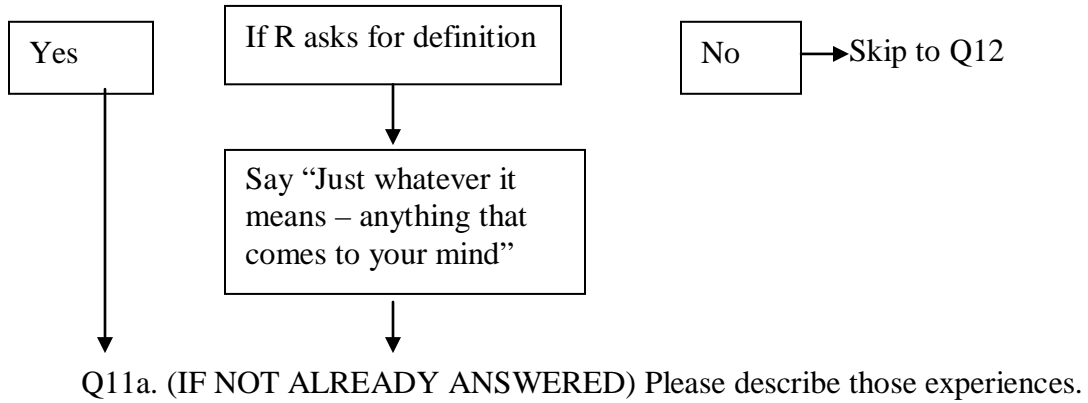 Yes
If R asks for definition
No
Skip to Q12
Say “Just whatever it
means – anything that
comes to your mind”
Q11a. (IF NOT ALREADY ANSWERED) Please describe those experiences.